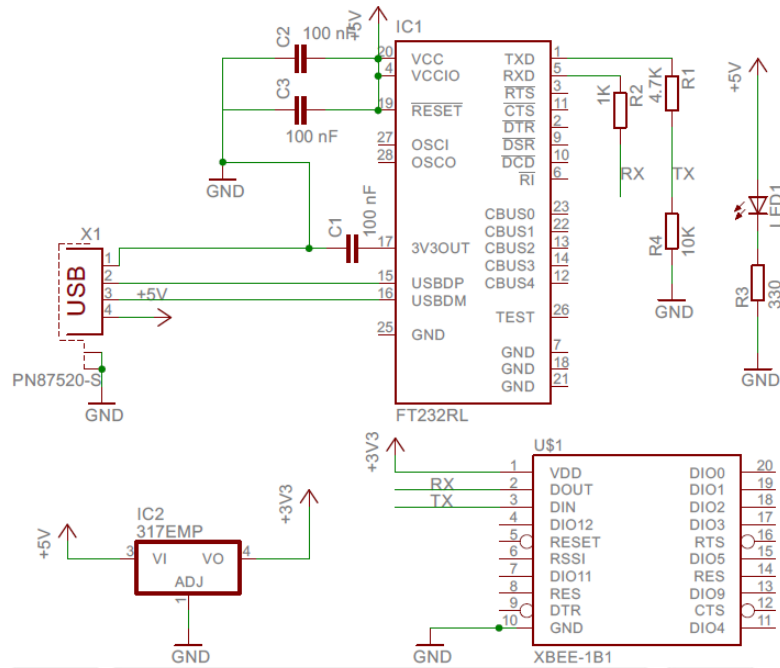 IC1
+5V
C2
100 nF
C3
100 nF
20 VCC
4 VCCIO
19 RESET
27 OSCI
28 OSCO
17 3V3OUT
15 USBDP
16 USBDM
25 GND
TXD 1
RXD 5
RTS 3
CTS 11
DTR 2
DSR 9
DCD 10
RI 6
CBUS0 23
CBUS1 22
CBUS2 13
CBUS3 14
CBUS4 12
TEST 26
GND 7
GND 18
GND 21
FT232RL
GND
C1
100 nF
X1
USB
1
2
3
4
+5V
PN87520-S
GND
1K
R2
4.7K
R1
RX
TX
R4
10K
GND
+5V
LED1
R3
330
GND
IC2
317EMP
+5V
3 VI
VO 4
ADJ
1
+3V3
GND
U$1
+3V3
RX
TX
1 VDD
2 DOUT
3 DIN
4 DIO12
5 RESET
6 RSSI
7 DIO11
8 RES
9 DTR
10 GND
DIO0 20
DIO1 19
DIO2 18
DIO3 17
RTS 16
DIO5 15
RES 14
DIO9 13
CTS 12
DIO4 11
GND
XBEE-1B1